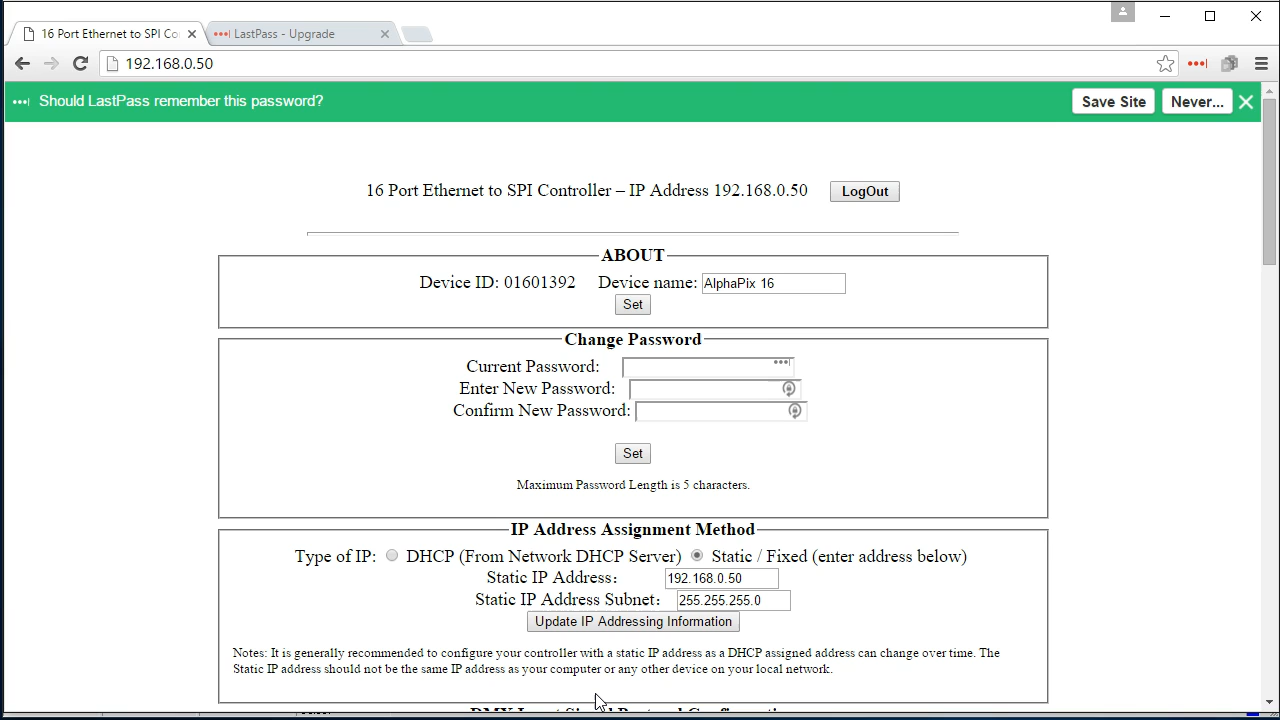 16 Port Ethernet to SPI Co
LastPass - Upgrade
192.168.0.50
Should LastPass remember this password?
Save Site
Never...
16 Port Ethernet to SPI Controller – IP Address 192.168.0.50
LogOut
ABOUT
Device ID: 01601392 Device name: AlphaPix 16
Set
Change Password
Current Password:
Enter New Password:
Confirm New Password:
Set
Maximum Password Length is 5 characters.
IP Address Assignment Method
Type of IP: DHCP (From Network DHCP Server) Static / Fixed (enter address below)
Static IP Address: 192.168.0.50
Static IP Address Subnet: 255.255.255.0
Update IP Addressing Information
Notes: It is generally recommended to configure your controller with a static IP address as a DHCP assigned address can change over time. The
Static IP address should not be the same IP address as your computer or any other device on your local network.